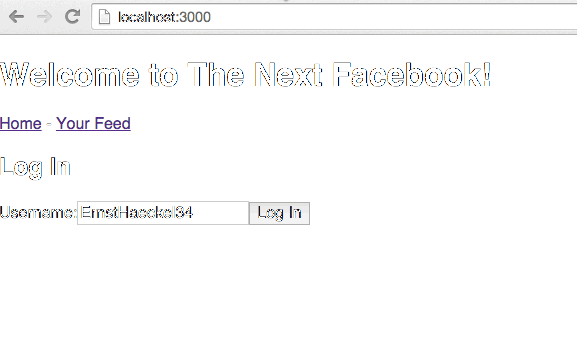 localhost:3000
Welcome to The Next Facebook!
Home - Your Feed
Log In
Username: ErnstHaeckel34 Log In